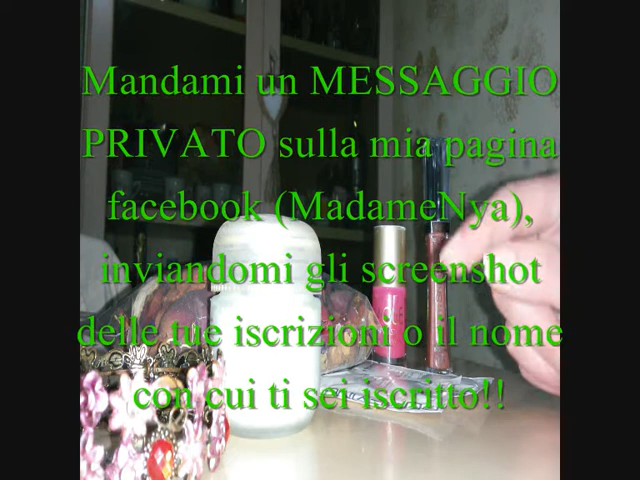 Mandami un MESSAGGIO
PRIVATO sulla mia pagina
facebook (MadameNya),
inviandomi gli screenshot
delle tue iscrizioni o il nome
con cui ti sei iscritto!!